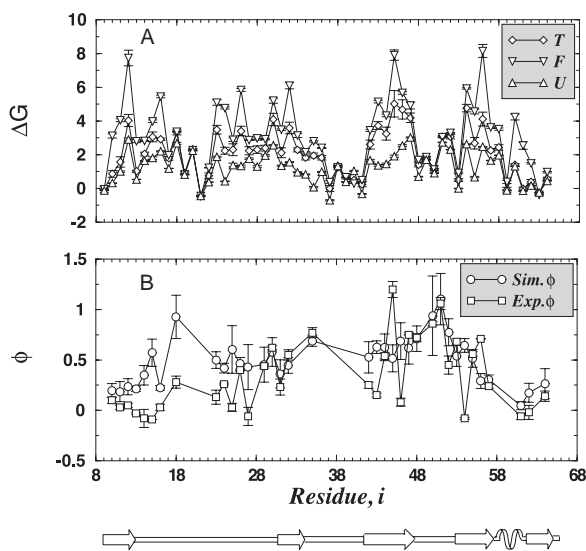 A
T
F
U
ΔG
10
8
6
4
2
0
-2
B
Sim. ϕ
Exp. ϕ
ϕ
1.5
1
0.5
0
-0.5
8 18 28 38 48 58 68
Residue, i